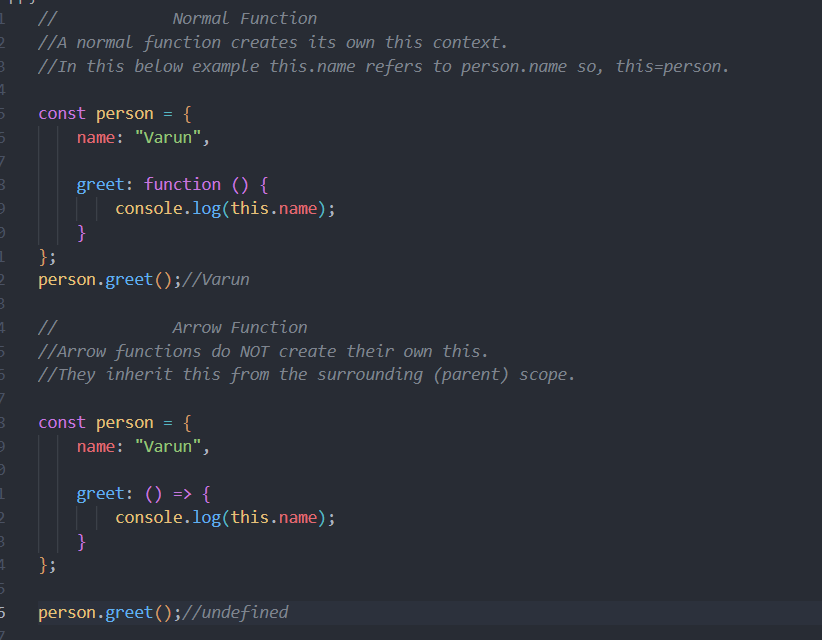 //            Normal Function
//A normal function creates its own this context.
//In this below example this.name refers to person.name so, this=person.
const person = {
    name: "Varun",
    greet: function () {
        console.log(this.name);
    }
};
person.greet();//Varun
//            Arrow Function
//Arrow functions do NOT create their own this.
//They inherit this from the surrounding (parent) scope.
const person = {
    name: "Varun",
    greet: () => {
        console.log(this.name);
    }
};
person.greet();//undefined